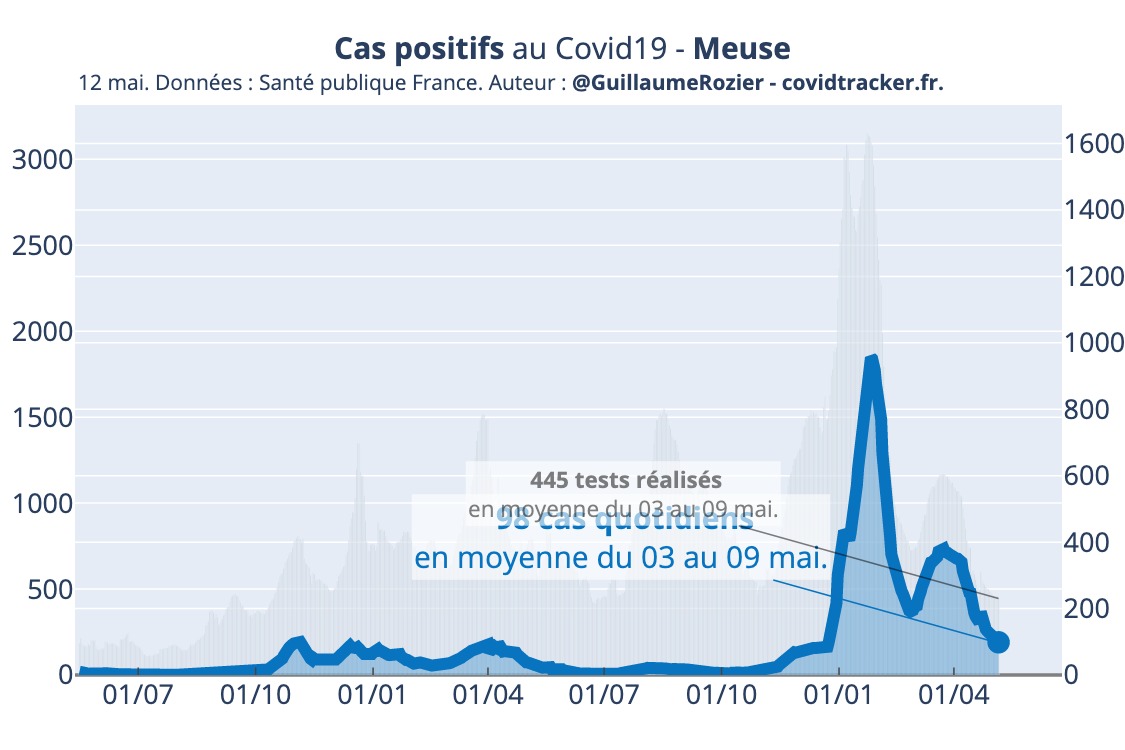 Cas positifs au Covid19 - Meuse
12 mai. Données : Santé publique France. Auteur : @GuillaumeRozier - covidtracker.fr.
3000
2500
2000
1500
1000
500
0
1600
1400
1200
1000
800
600
400
200
0
445 tests réalisés
en moyenne du 03 au 09 mai.
98 cas quotidiens
en moyenne du 03 au 09 mai.
01/07 01/10 01/01 01/04 01/07 01/10 01/01 01/04